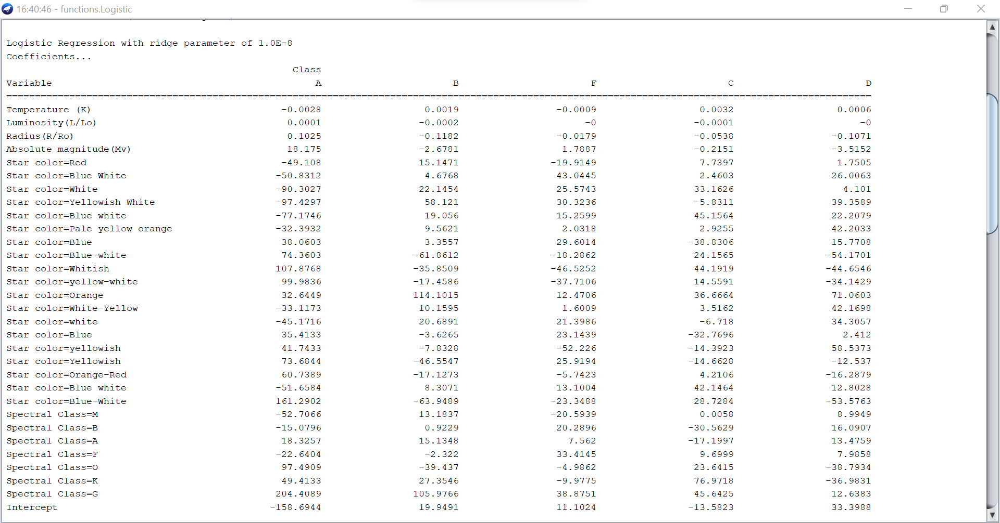 16:40:46 - functions.Logistic
Logistic Regression with ridge parameter of 1.0E-8
Coefficients...
Class
Variable A B F C D
===============================================================================================================================================
Temperature (K) -0.0028 0.0019 -0.0009 0.0032 0.0006
Luminosity(L/Lo) 0.0001 -0.0002 -0 -0.0001 -0
Radius(R/Ro) 0.1025 -0.1182 -0.0179 -0.0538 -0.1071
Absolute magnitude(Mv) 18.175 -2.6781 1.7887 -0.2151 -3.5152
Star color=Red -49.108 15.1471 -19.9149 7.7397 1.7505
Star color=Blue White -50.8312 4.6768 43.0445 2.4603 26.0063
Star color=White -90.3027 22.1454 25.5743 33.1626 4.101
Star color=Yellowish White -97.4297 58.121 30.3236 -5.8311 39.3589
Star color=Blue white -77.1746 19.056 15.2599 45.1564 22.2079
Star color=Pale yellow orange -32.3932 9.5621 2.0318 2.9255 42.2033
Star color=Blue 38.0603 3.3557 29.6014 -38.8306 15.7708
Star color=Blue-white 74.3603 -61.8612 -18.2862 24.1565 -54.1701
Star color=Whitish 107.8768 -35.8509 -46.5252 44.1919 -44.6546
Star color=yellow-white 99.9836 -17.4586 -37.7106 14.5591 -34.1429
Star color=Orange 32.6449 114.1015 12.4706 36.6664 71.0603
Star color=White-Yellow -33.1173 10.1595 1.6009 3.5162 42.1698
Star color=white -45.1716 20.6891 21.3986 -6.718 34.3057
Star color=Blue 35.4133 -3.6265 23.1439 -32.7696 2.412
Star color=yellowish 41.7433 -7.8328 -52.226 -14.3923 58.5373
Star color=Yellowish 73.6844 -46.5547 25.9194 -14.6628 -12.537
Star color=Orange-Red 60.7389 -17.1273 -5.7423 4.2106 -16.2879
Star color=Blue white -51.6584 8.3071 13.1004 42.1464 12.8028
Star color=Blue-White 161.2902 -63.9489 -23.3488 28.7284 -53.5763
Spectral Class=M -52.7066 13.1837 -20.5939 0.0058 8.9949
Spectral Class=B -15.0796 0.9229 20.2896 -30.5629 16.0907
Spectral Class=A 18.3257 15.1348 7.562 -17.1997 13.4759
Spectral Class=F -22.6404 -2.322 33.4145 9.6999 7.9858
Spectral Class=O 97.4909 -39.437 -4.9862 23.6415 -38.7934
Spectral Class=K 49.4133 27.3546 -9.9775 76.9718 -36.9831
Spectral Class=G 204.4089 105.9766 38.8751 45.6425 12.6383
Intercept -158.6944 19.9491 11.1024 -13.5823 33.3988